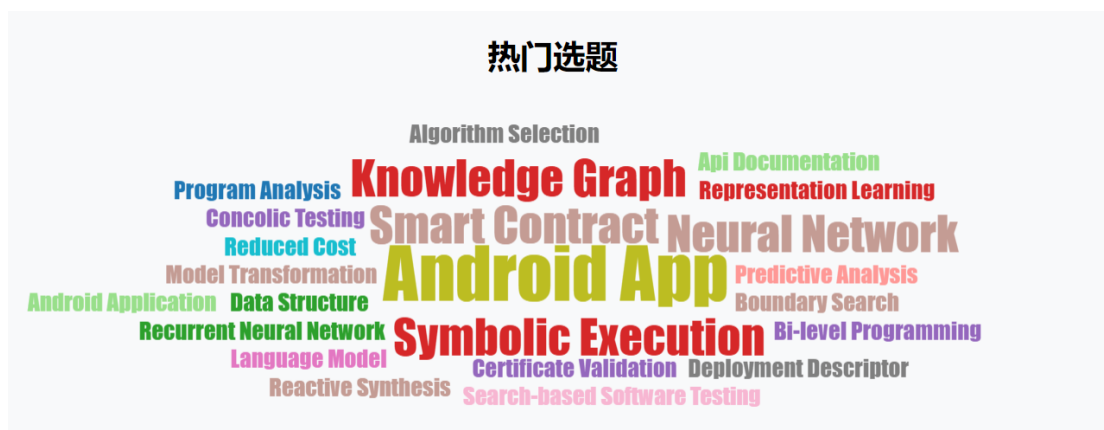 热门选题
Algorithm Selection
Api Documentation
Knowledge Graph
Program Analysis
Representation Learning
Concolic Testing
Smart Contract
Neural Network
Reduced Cost
Model Transformation
Android App
Predictive Analysis
Android Application
Data Structure
Boundary Search
Recurrent Neural Network
Symbolic Execution
Bi-level Programming
Language Model
Certificate Validation
Deployment Descriptor
Reactive Synthesis
Search-based Software Testing